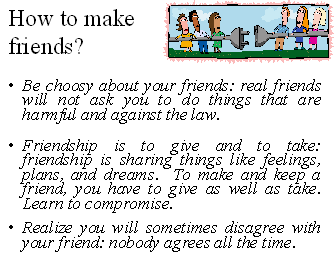 How to make
friends?
• Be choosy about your friends: real friends
will not ask you to do things that are
harmful and against the law.
• Friendship is to give and to take:
friendship is sharing things like feelings,
plans, and dreams. To make and keep a
friend, you have to give as well as take.
Learn to compromise.
• Realize you will sometimes disagree with
your friend: nobody agrees all the time.